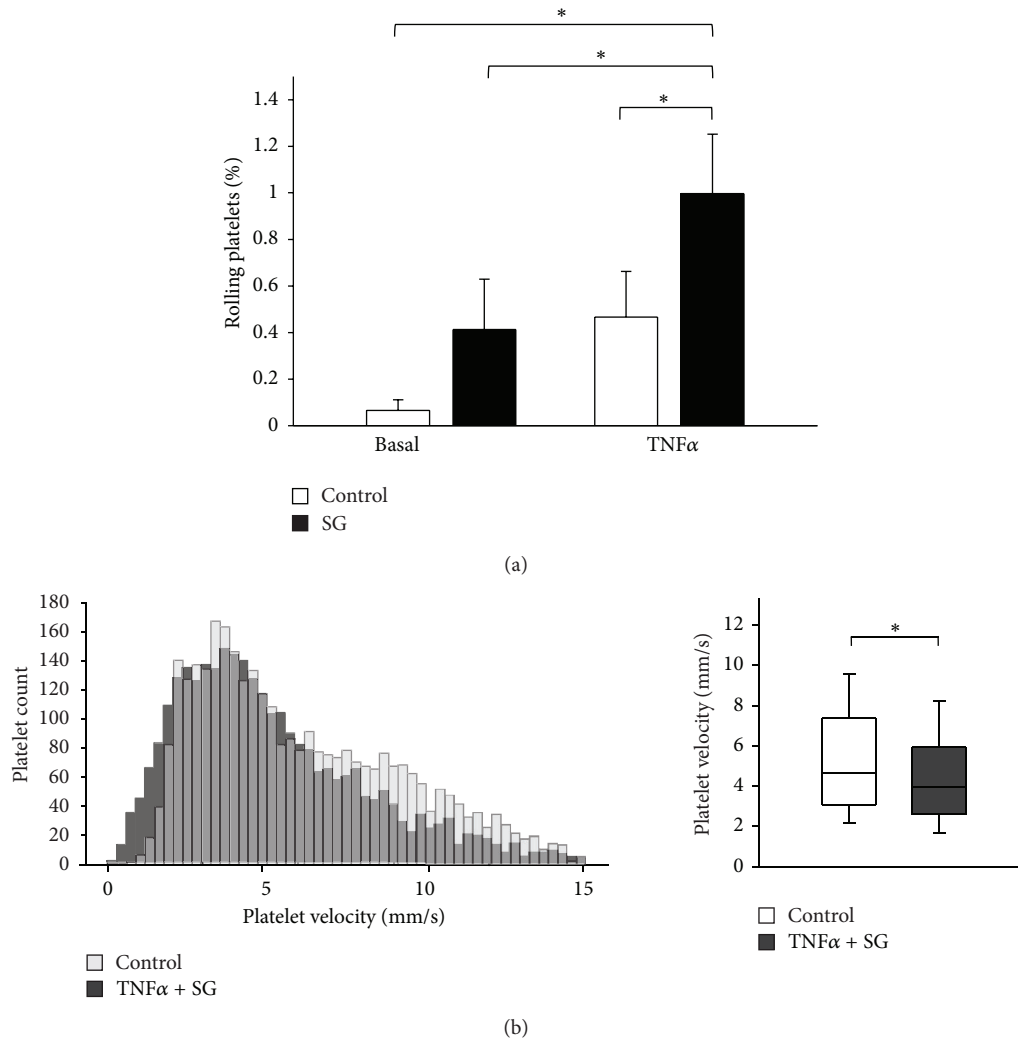 *
*
*
Rolling platelets (%)
1.4
1.2
1
0.8
0.6
0.4
0.2
0
Basal
TNFα
Control
SG
(a)
Platelet count
180
160
140
120
100
80
60
40
20
0
0
5
10
15
Platelet velocity (mm/s)
Control
TNFα + SG
Platelet velocity (mm/s)
12
10
8
6
4
2
0
*
Control
TNFα + SG
(b)